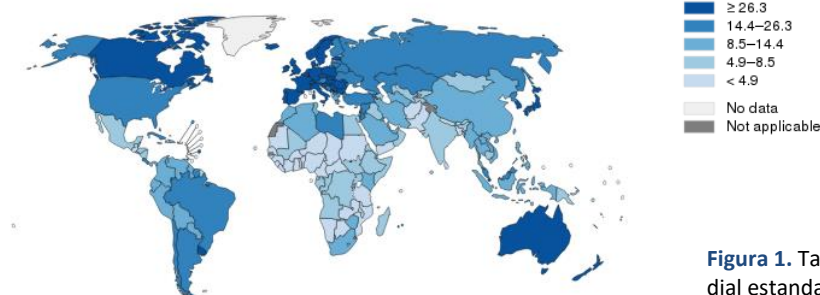 ≥ 26.3
14.4–26.3
8.5–14.4
4.9–8.5
< 4.9
No data
Not applicable
Figura 1. Ta
dial estanda